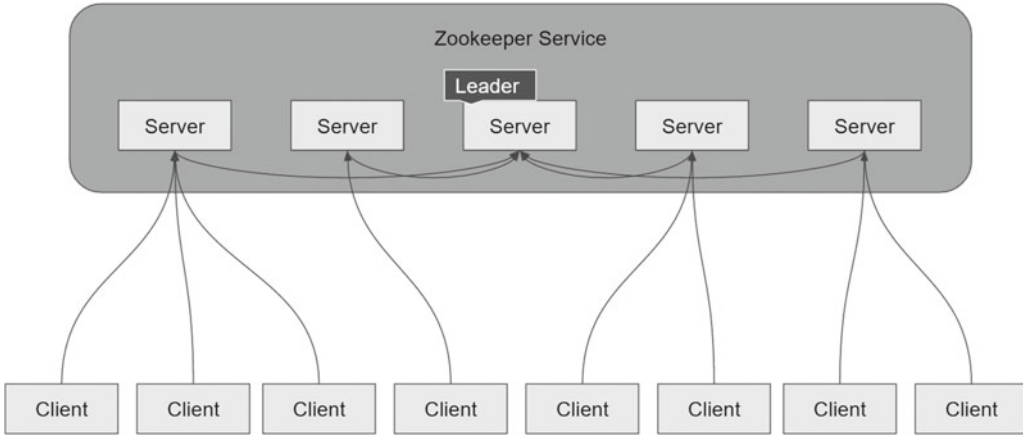 Zookeeper Service
Leader
Server
Server
Server
Server
Server
Client
Client
Client
Client
Client
Client
Client
Client